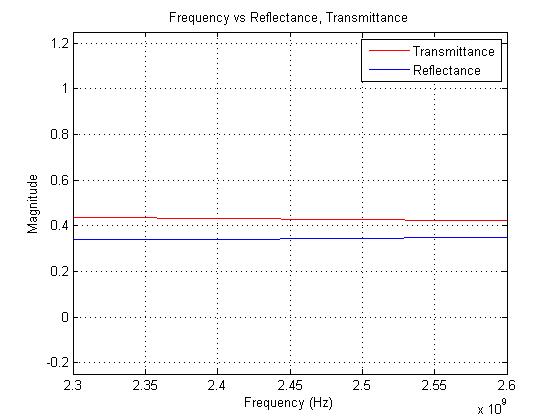 Frequency vs Reflectance, Transmittance
Transmittance
Reflectance
1.2
1
0.8
0.6
0.4
0.2
0
-0.2
Magnitude
2.3 2.35 2.4 2.45 2.5 2.55 2.6
Frequency (Hz)
x 10^9